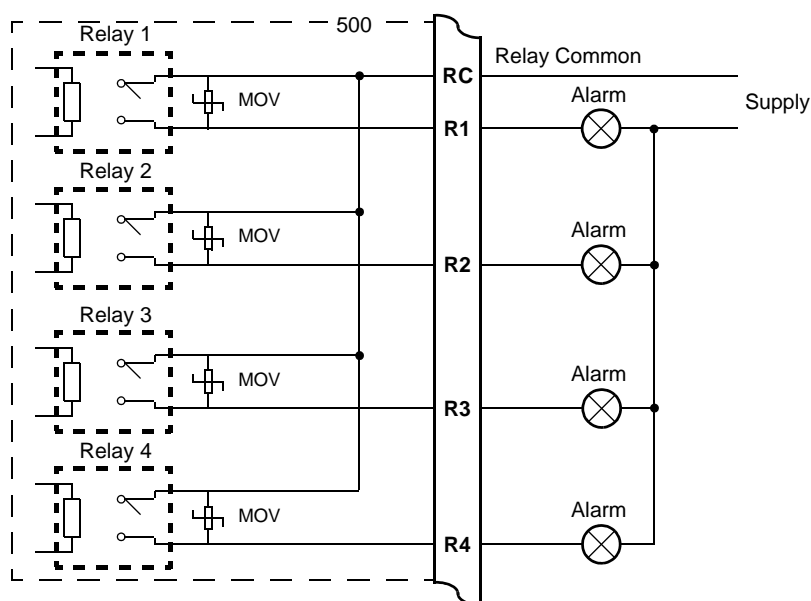 500
Relay 1
MOV
RC
Relay Common
Alarm
Supply
R1
Relay 2
MOV
Alarm
R2
Relay 3
MOV
Alarm
R3
Relay 4
MOV
Alarm
R4